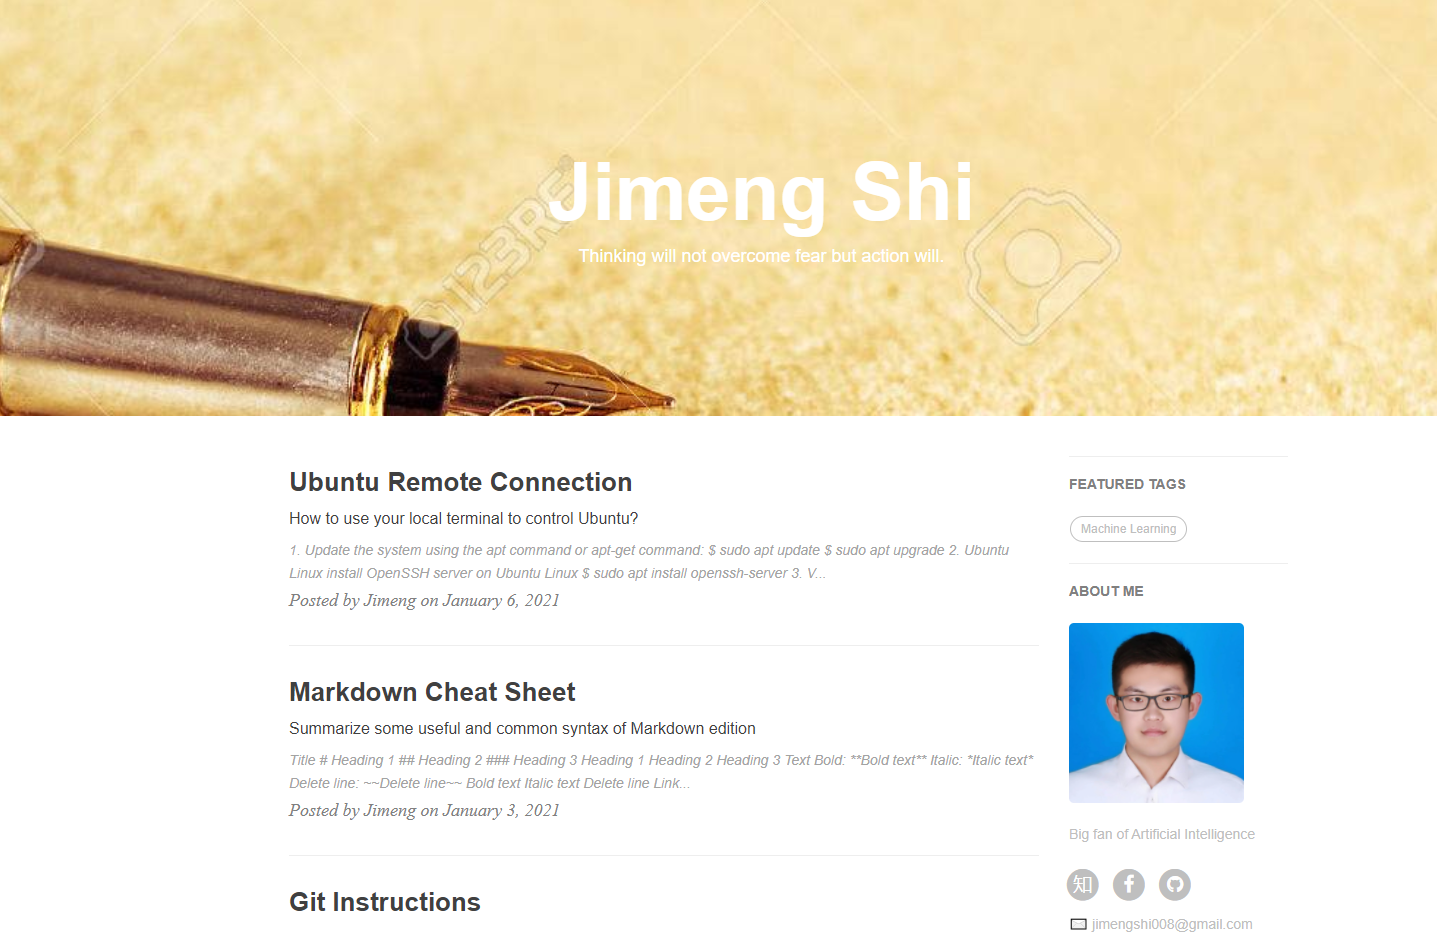 Jimeng Shi
Thinking will not overcome fear but action will.
123RF
Ubuntu Remote Connection
How to use your local terminal to control Ubuntu?
1. Update the system using the apt command or apt-get command: $ sudo apt update $ sudo apt upgrade 2. Ubuntu
Linux install OpenSSH server on Ubuntu Linux $ sudo apt install openssh-server 3. V...
Posted by Jimeng on January 6, 2021
Markdown Cheat Sheet
Summarize some useful and common syntax of Markdown edition
Title # Heading 1 ## Heading 2 ### Heading 3 Heading 1 Heading 2 Heading 3 Text Bold: **Bold text** Italic: *Italic text*
Delete line: ~~Delete line~~ Bold text Italic text Delete line Link...
Posted by Jimeng on January 3, 2021
Git Instructions
FEATURED TAGS
Machine Learning
ABOUT ME
Big fan of Artificial Intelligence
知
jimengshi008@gmail.com